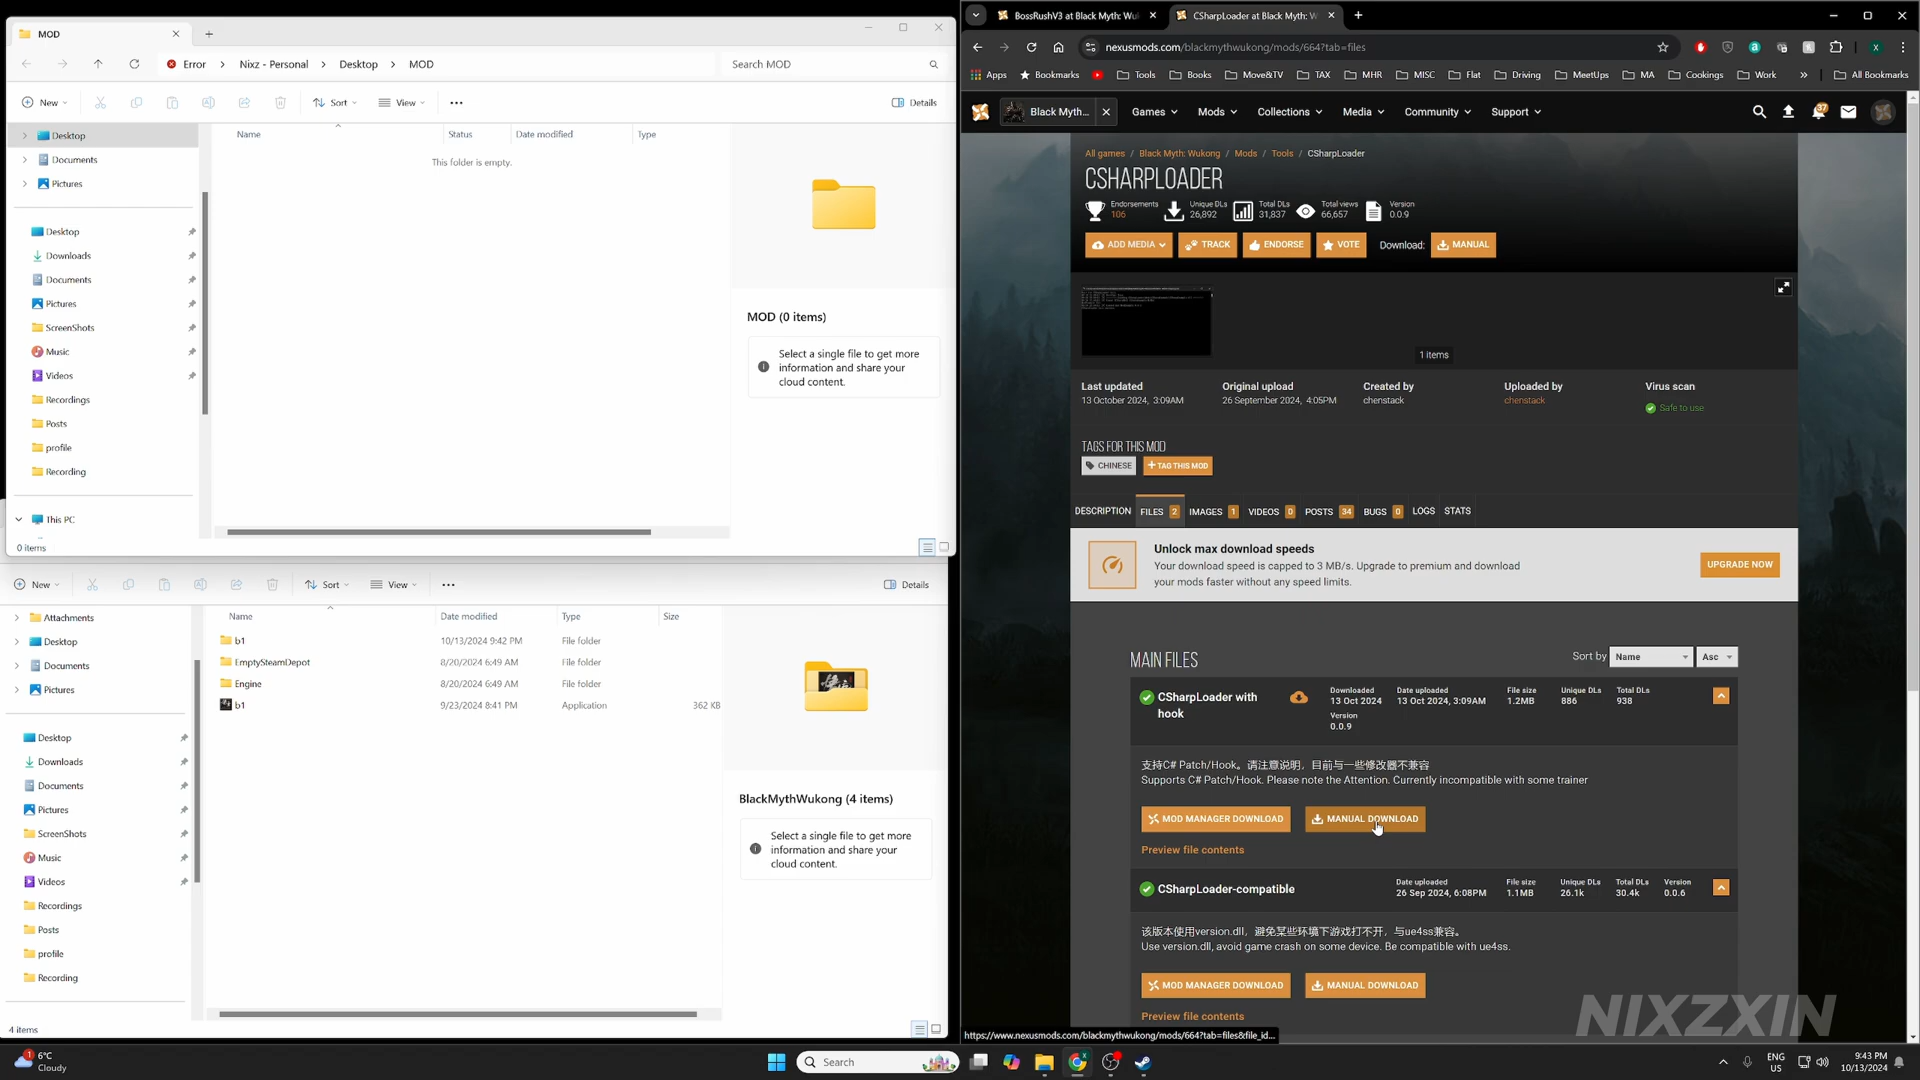 MOD
Error > Nixz - Personal > Desktop > MOD
Search MOD
New
Sort
View
Details
Desktop
Documents
Pictures
Desktop
Downloads
Documents
Pictures
ScreenShots
Music
Videos
Recordings
Posts
profile
Recording
This PC
0 items
Name Status Date modified Type
This folder is empty.
MOD (0 items)
Select a single file to get more
information and share your
cloud content.
New
Sort
View
Details
Attachments
Desktop
Documents
Pictures
Desktop
Downloads
Documents
Pictures
ScreenShots
Music
Videos
Recordings
Posts
profile
Recording
4 items
Name Date modified Type Size
b1 10/13/2024 9:42 PM File folder
EmptySteamDepot 8/20/2024 6:49 AM File folder
Engine 8/20/2024 6:49 AM File folder
b1 9/23/2024 8:41 PM Application 362 KB
BlackMythWukong (4 items)
Select a single file to get more
information and share your
cloud content.
BossRushV3 at Black Myth: Wu
CSharpLoader at Black Myth: W
nexusmods.com/blackmythwukong/mods/664?tab=files
X
Apps Bookmarks Tools Books Move&TV TAX MHR MISC Flat Driving MeetUps MA Cookings Work » All Bookmarks
Black Myth... Games Mods Collections Media Community Support
37
All games / Black Myth: Wukong / Mods / Tools / CSharpLoader
CSHARPLOADER
Endorsements
106
Unique DLs
26,892
Total DLs
31,837
Total views
66,657
Version
0.0.9
ADD MEDIA TRACK ENDORSE VOTE Download: MANUAL
1 items
Last updated
13 October 2024, 3:09AM
Original upload
26 September 2024, 4:05PM
Created by
chenstack
Uploaded by
chenstack
Virus scan
Safe to use
TAGS FOR THIS MOD
CHINESE + TAG THIS MOD
DESCRIPTION FILES 2 IMAGES 1 VIDEOS 0 POSTS 34 BUGS 0 LOGS STATS
Unlock max download speeds
Your download speed is capped to 3 MB/s. Upgrade to premium and download
your mods faster without any speed limits.
UPGRADE NOW
MAIN FILES
Sort by Name Asc
CSharpLoader with
hook
Downloaded
13 Oct 2024
Date uploaded
13 Oct 2024, 3:09AM
File size
1.2MB
Unique DLs
886
Total DLs
938
Version
0.0.9
支持C# Patch/Hook。请注意说明，目前与一些修改器不兼容
Supports C# Patch/Hook. Please note the Attention. Currently incompatible with some trainer
MOD MANAGER DOWNLOAD MANUAL DOWNLOAD
Preview file contents
CSharpLoader-compatible
Date uploaded
26 Sep 2024, 6:08PM
File size
1.1MB
Unique DLs
26.1k
Total DLs
30.4k
Version
0.0.6
该版本使用version.dll，避免某些环境下游戏打不开，与ue4ss兼容。
Use version.dll, avoid game crash on some device. Be compatible with ue4ss.
MOD MANAGER DOWNLOAD MANUAL DOWNLOAD
Preview file contents
NIXZXIN
https://www.nexusmods.com/blackmythwukong/mods/664?tab=files&file_id...
1
6°C
Cloudy
Search
ENG
US
9:43 PM
10/13/2024